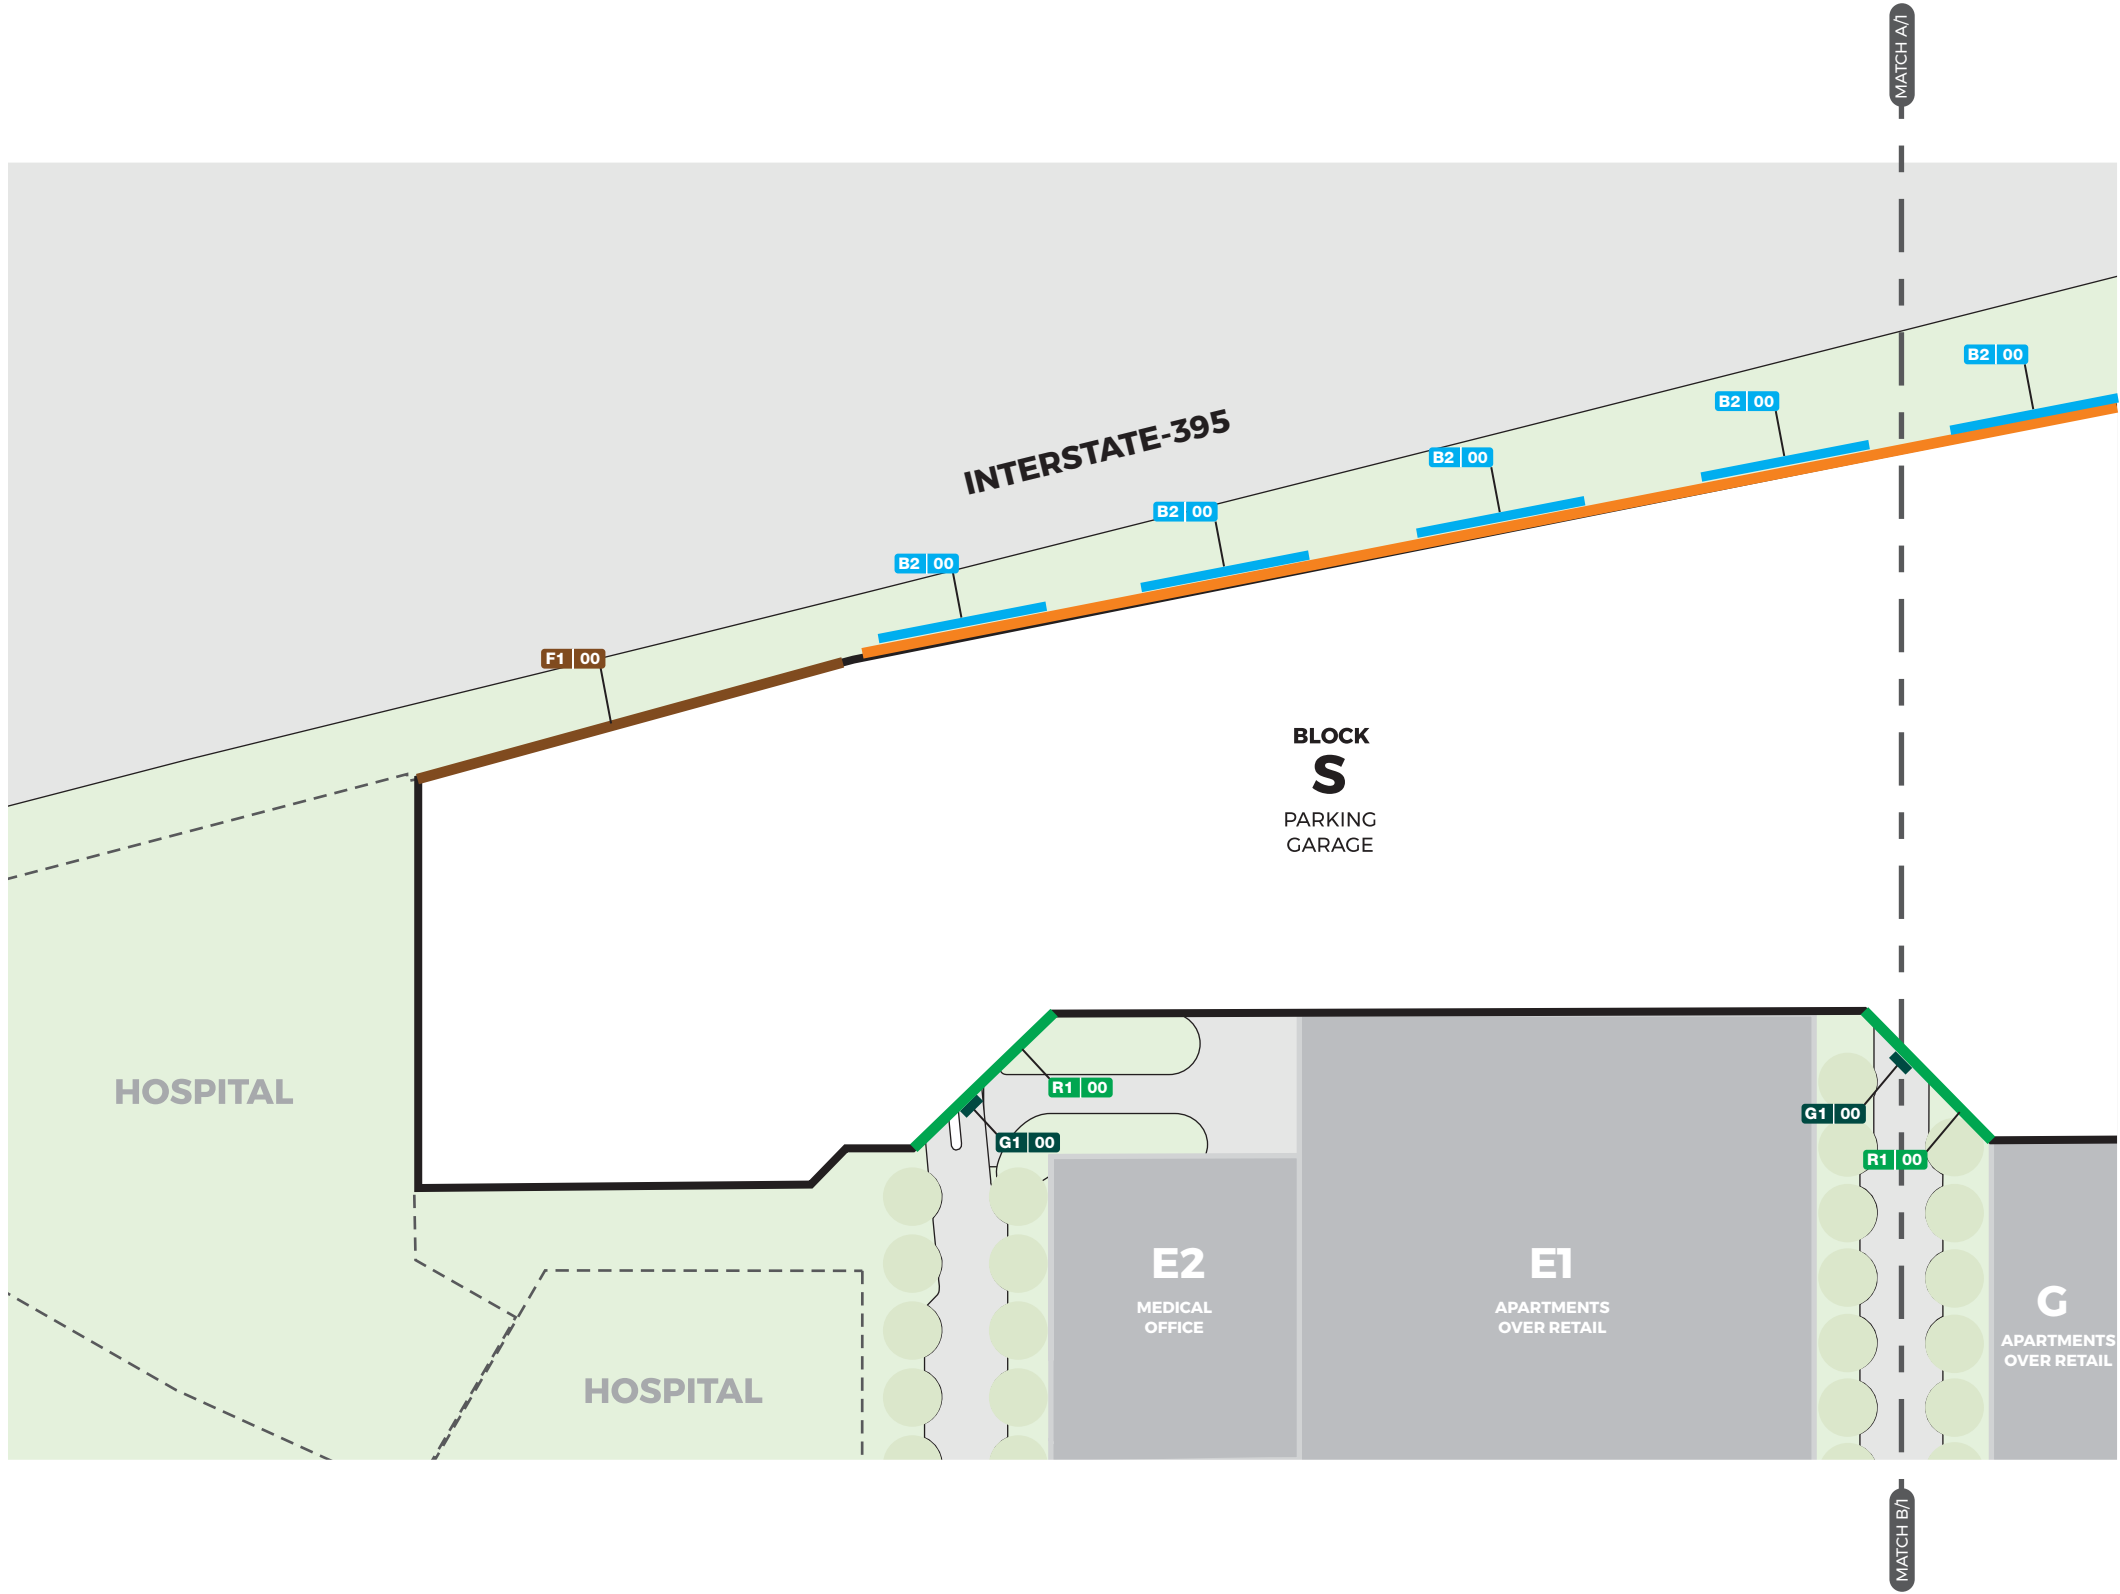 MATCH A/1
B2 00
B2 00
INTERSTATE-395
B2 00
B2 00
B2 00
F1 00
BLOCK
S
PARKING
GARAGE
HOSPITAL
R1 00
G1 00
G1 00
R1 00
E2
MEDICAL
OFFICE
E1
APARTMENTS
OVER RETAIL
G
APARTMENTS
OVER RETAIL
HOSPITAL
MATCH B/1